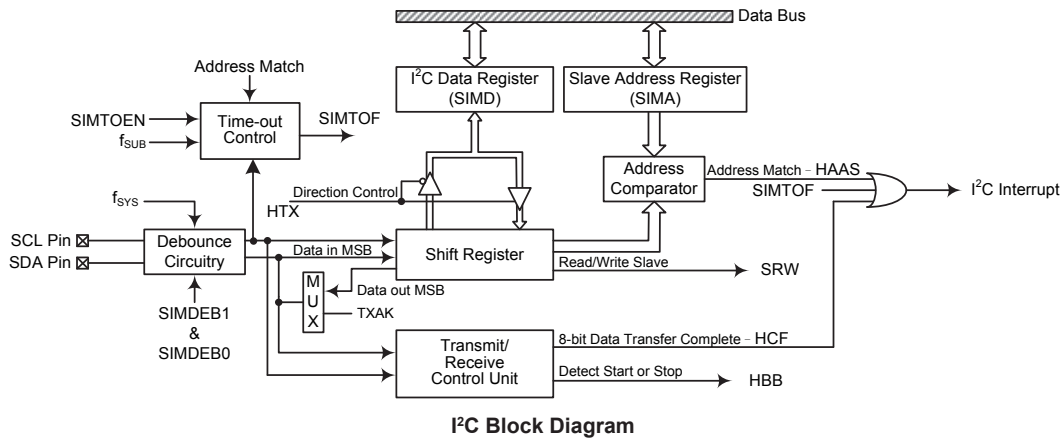 Data Bus
Address Match
I²C Data Register
(SIMD)
Slave Address Register
(SIMA)
SIMTOEN
fSUB
Time-out
Control
SIMTOF
Address
Comparator
Address Match - HAAS
SIMTOF
I²C Interrupt
Direction Control
HTX
fSYS
SCL Pin
SDA Pin
Debounce
Circuitry
Data in MSB
Shift Register
Read/Write Slave
SRW
M
U
X
Data out MSB
TXAK
SIMDEB1
&
SIMDEB0
Transmit/
Receive
Control Unit
8-bit Data Transfer Complete - HCF
Detect Start or Stop
HBB
I²C Block Diagram